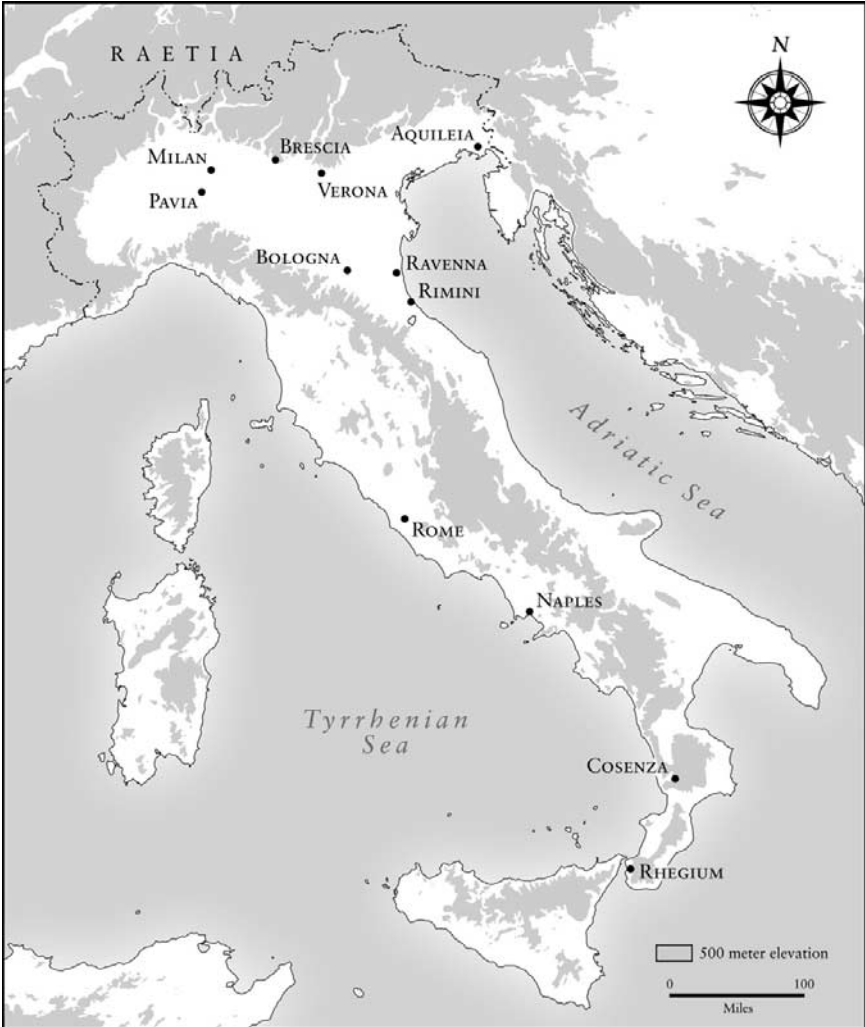 N
RAETIA
AQUILEIA
BRESCIA
MILAN
VERONA
PAVIA
BOLOGNA
RAVENNA
RIMINI
Adriatic Sea
ROME
NAPLES
Tyrrhenian
Sea
COSENZA
RHEGIUM
500 meter elevation
0 100
Miles